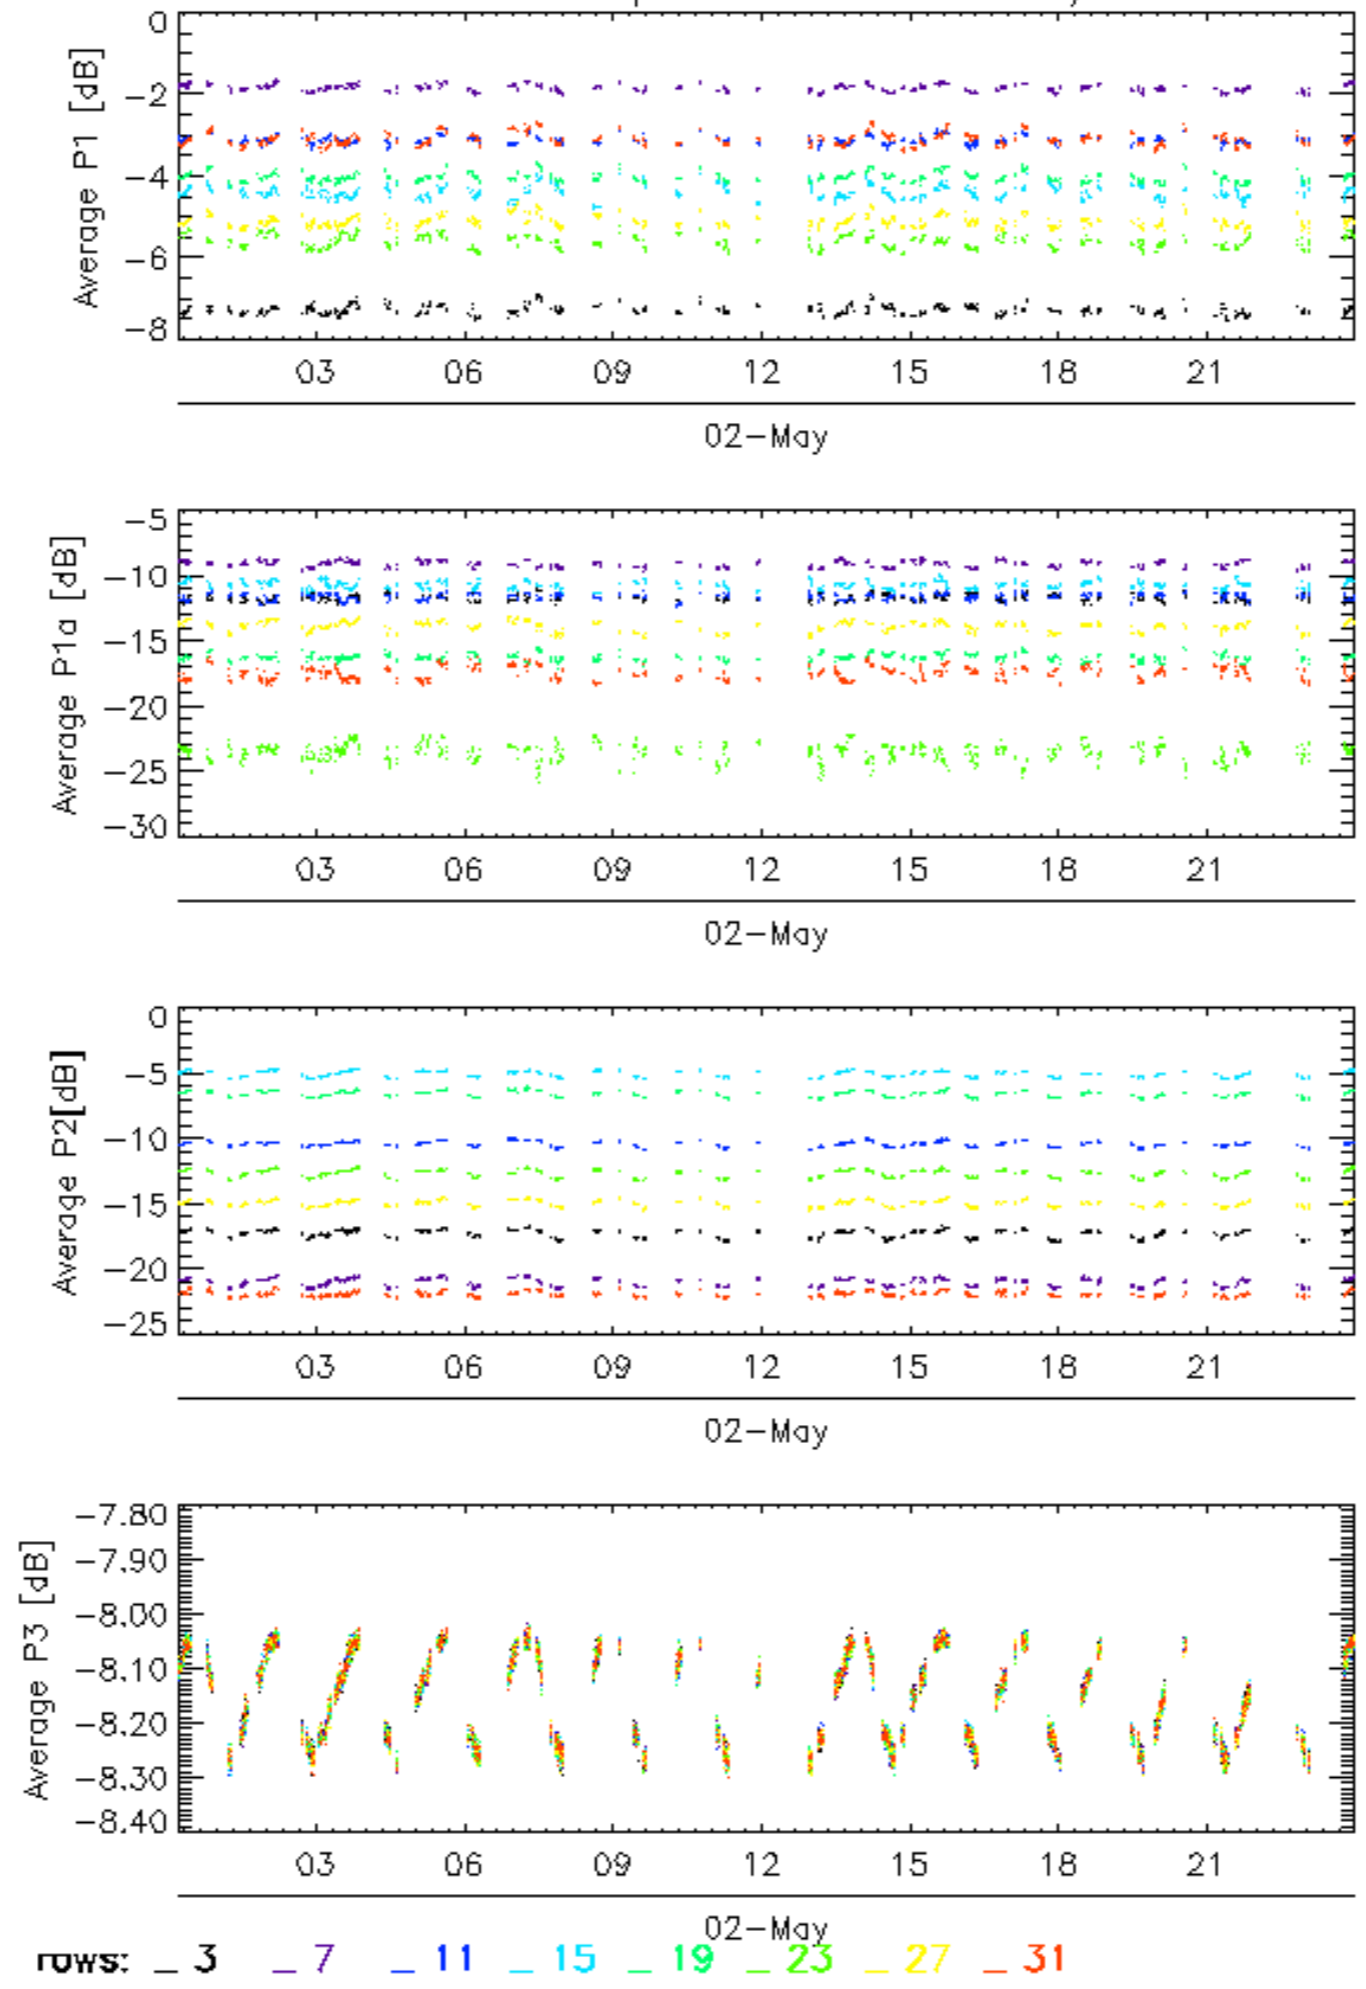 0
−2
−4
−6
−8
Average P1 [dB]
03 06 09 12 15 18 21
02−May
−5
−10
−15
−20
−25
−30
Average P1a [dB]
03 06 09 12 15 18 21
02−May
0
−5
−10
−15
−20
−25
Average P2[dB]
03 06 09 12 15 18 21
02−May
−7.80
−7.90
−8.00
−8.10
−8.20
−8.30
−8.40
Average P3 [dB]
03 06 09 12 15 18 21
02−May
rows: _ 3 _ 7 _ 11 _ 15 _ 19 _ 23 _ 27 _ 31